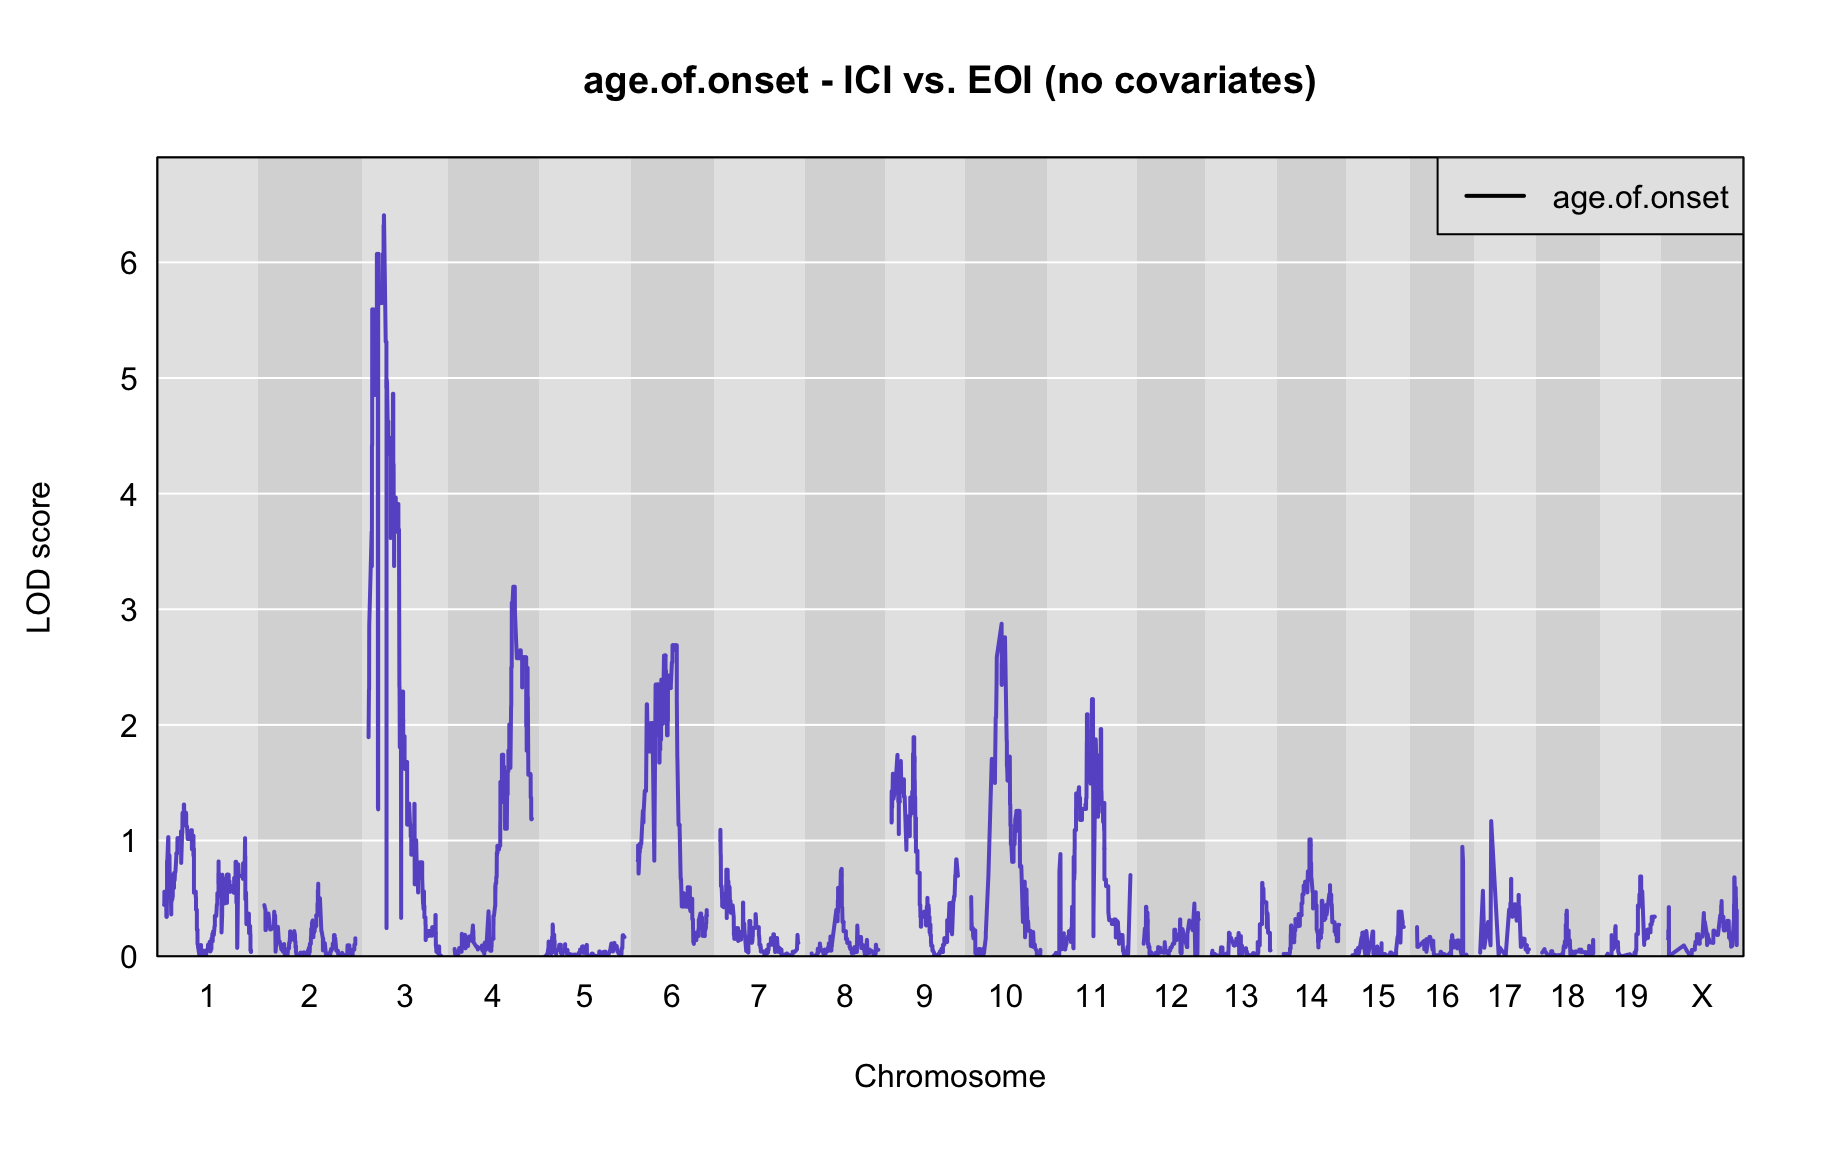 age.of.onset - ICI vs. EOI (no covariates)
age.of.onset
6
5
4
3
2
1
0
LOD score
1 2 3 4 5 6 7 8 9 10 11 12 13 14 15 16 17 18 19 X
Chromosome